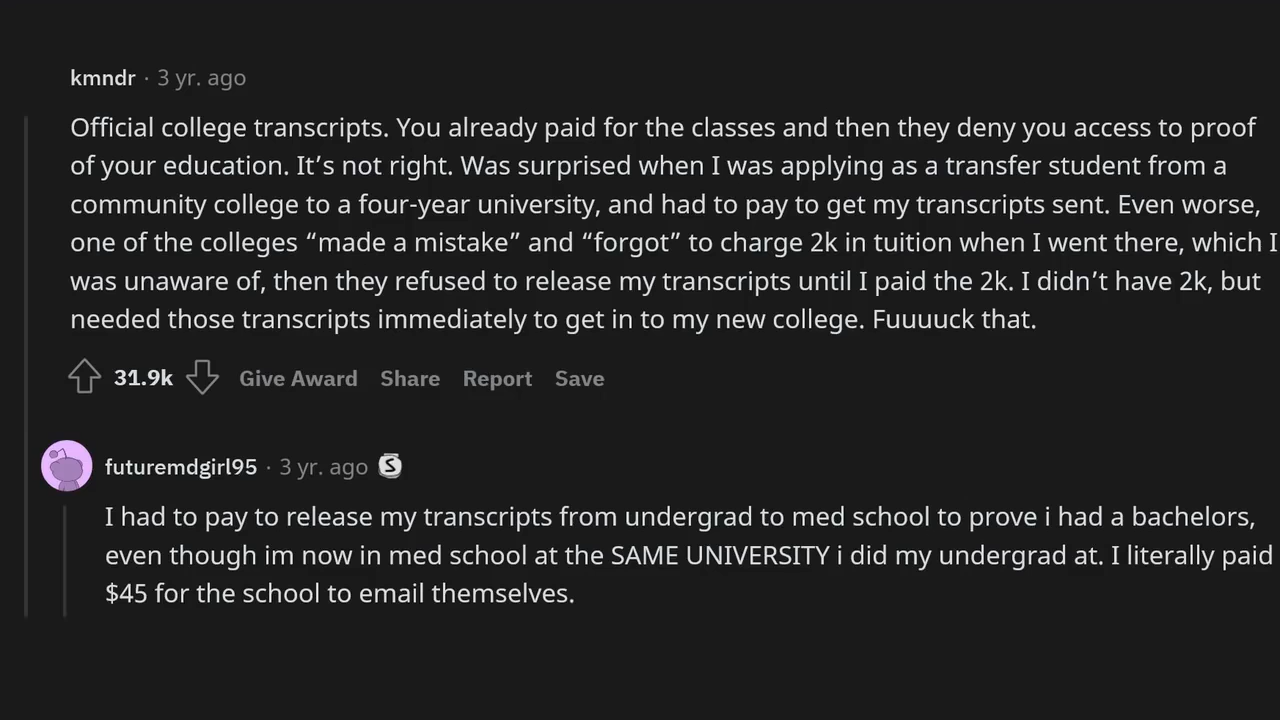 kmndr · 3 yr. ago
Official college transcripts. You already paid for the classes and then they deny you access to proof
of your education. It’s not right. Was surprised when I was applying as a transfer student from a
community college to a four-year university, and had to pay to get my transcripts sent. Even worse,
one of the colleges “made a mistake” and “forgot” to charge 2k in tuition when I went there, which I
was unaware of, then they refused to release my transcripts until I paid the 2k. I didn’t have 2k, but
needed those transcripts immediately to get in to my new college. Fuuuuck that.
31.9k Give Award Share Report Save
futuremdgirl95 · 3 yr. ago S
I had to pay to release my transcripts from undergrad to med school to prove i had a bachelors,
even though im now in med school at the SAME UNIVERSITY i did my undergrad at. I literally paid
$45 for the school to email themselves.